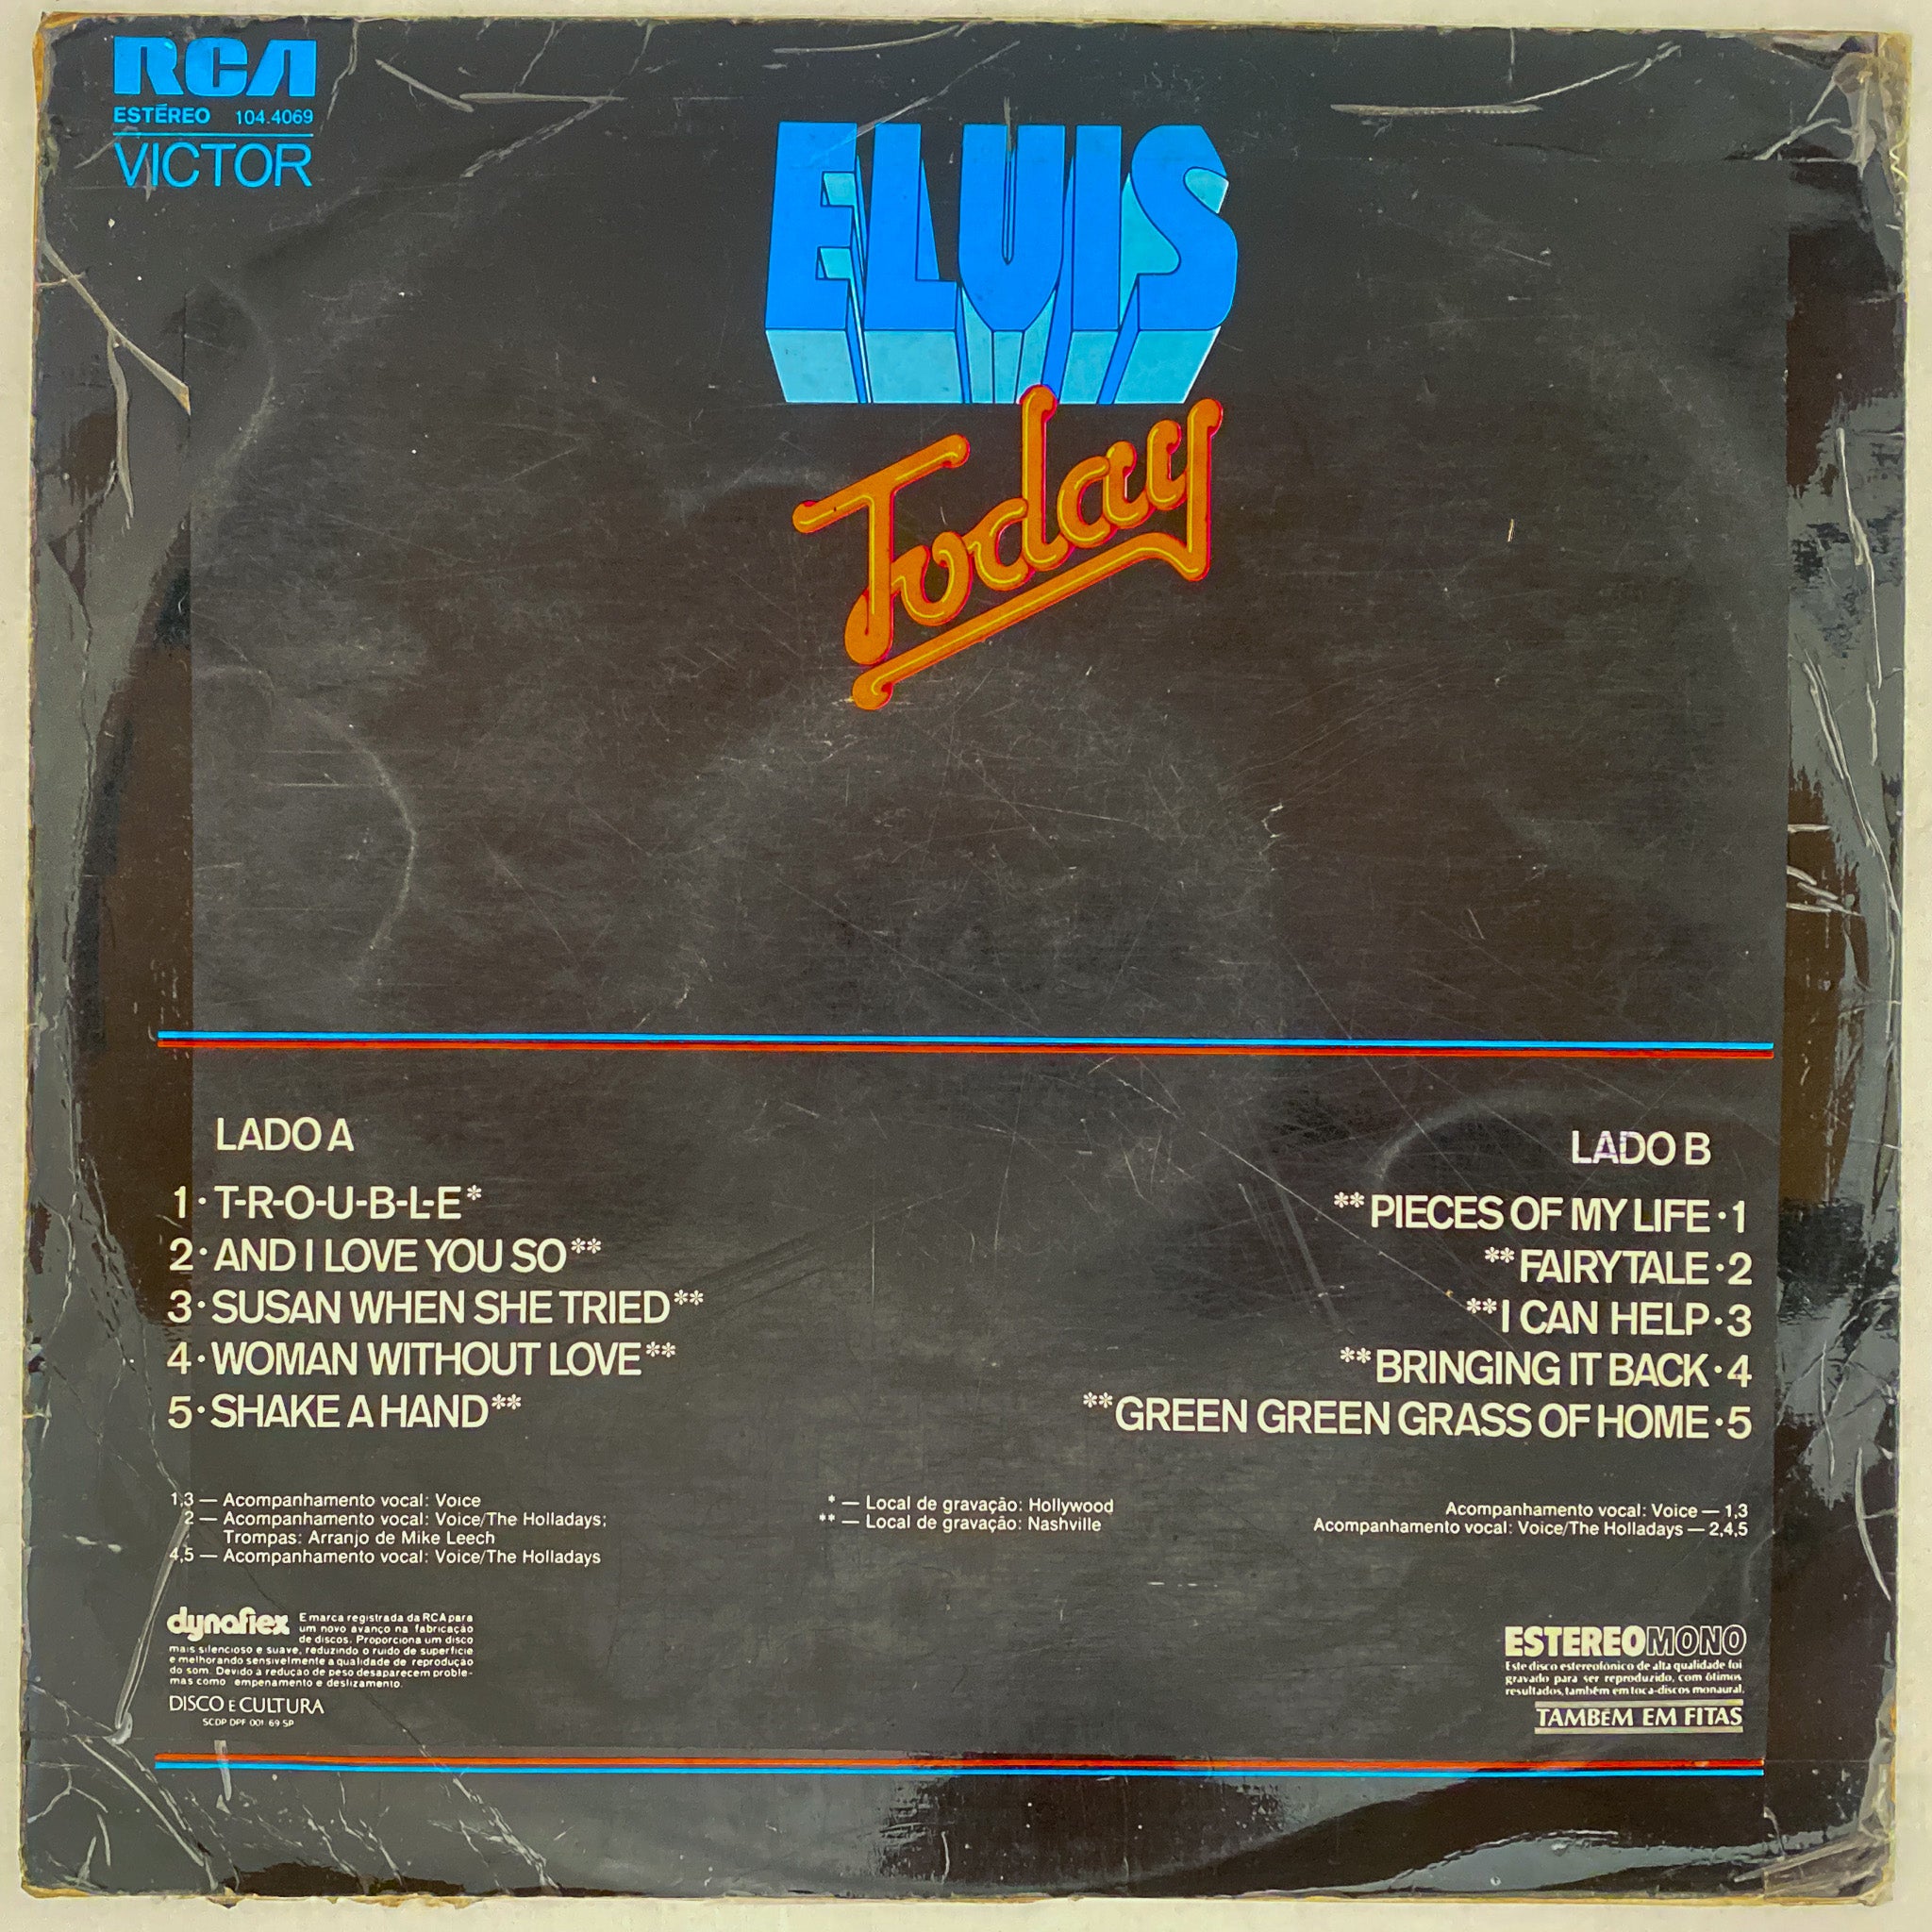 RCA
ESTÉREO 104.4069
VICTOR
ELVIS
Today
LADO A
1·T-R-O-U-B-L-E*
2·AND I LOVE YOU SO**
3·SUSAN WHEN SHE TRIED**
4·WOMAN WITHOUT LOVE**
5·SHAKE A HAND**
LADO B
**PIECES OF MY LIFE·1
**FAIRYTALE·2
**I CAN HELP·3
**BRINGING IT BACK·4
**GREEN GREEN GRASS OF HOME·5
1,3 — Acompanhamento vocal: Voice
2 — Acompanhamento vocal: Voice/The Holladays;
Trompas: Arranjo de Mike Leech
4,5 — Acompanhamento vocal: Voice/The Holladays
* — Local de gravação: Hollywood
** — Local de gravação: Nashville
Acompanhamento vocal: Voice — 1,3
Acompanhamento vocal: Voice/The Holladays — 2,4,5
dynaflex E marca registrada da RCA para
um novo avanço na fabricação
de discos. Proporciona um disco
mais silencioso e suave, reduzindo o ruido de superficie
e melhorando sensivelmente a qualidade de reprodução
do som. Devido à redução de peso desaparecem proble-
mas como empenamento e deslizamento.
DISCO E CULTURA
SCDP DPF 001 69 SP
ESTEREOMONO
Este disco estereofônico de alta qualidade foi
gravado para ser reproduzido, com ótimos
resultados, também em toca-discos monaural.
TAMBÉM EM FITAS